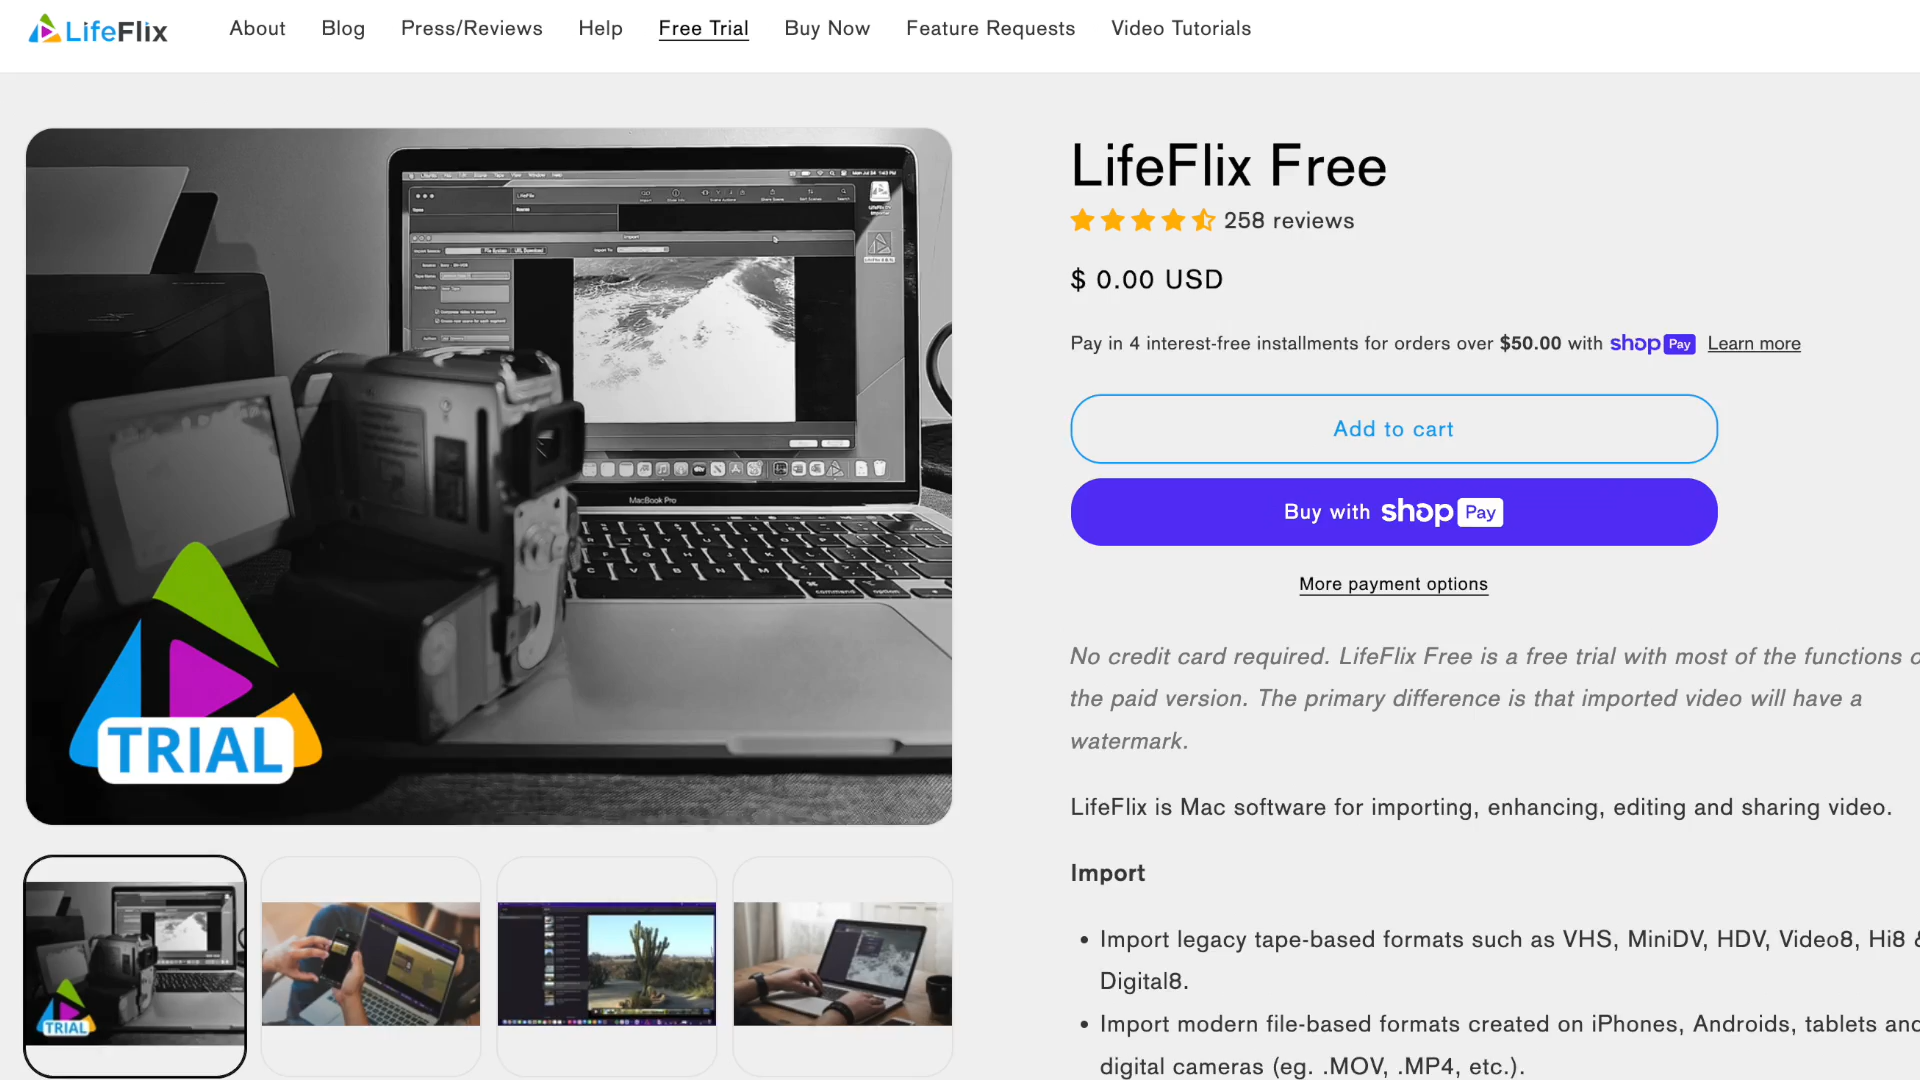 LifeFlix
About
Blog
Press/Reviews
Help
Free Trial
Buy Now
Feature Requests
Video Tutorials
MacBook Pro
command
option
TRIAL
TRIAL
LifeFlix Free
258 reviews
$ 0.00 USD
Pay in 4 interest-free installments for orders over $50.00 with shop Pay Learn more
Add to cart
Buy with shop Pay
More payment options
No credit card required. LifeFlix Free is a free trial with most of the functions
the paid version. The primary difference is that imported video will have a
watermark.
LifeFlix is Mac software for importing, enhancing, editing and sharing video.
Import
• Import legacy tape-based formats such as VHS, MiniDV, HDV, Video8, Hi8 &
Digital8.
• Import modern file-based formats created on iPhones, Androids, tablets and
digital cameras (eg. .MOV, .MP4, etc.).